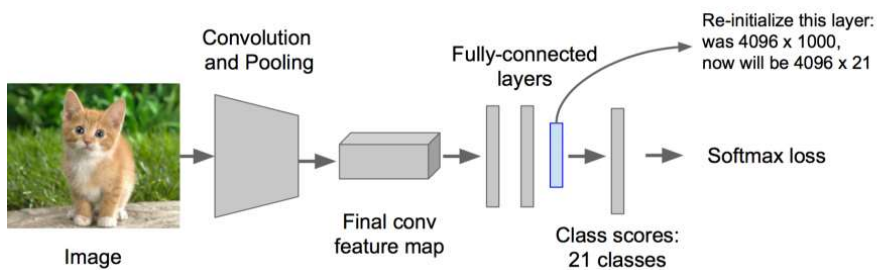 Convolution
and Pooling
Fully-connected
layers
Re-initialize this layer:
was 4096 x 1000,
now will be 4096 x 21
Softmax loss
Final conv
feature map
Class scores:
21 classes
Image